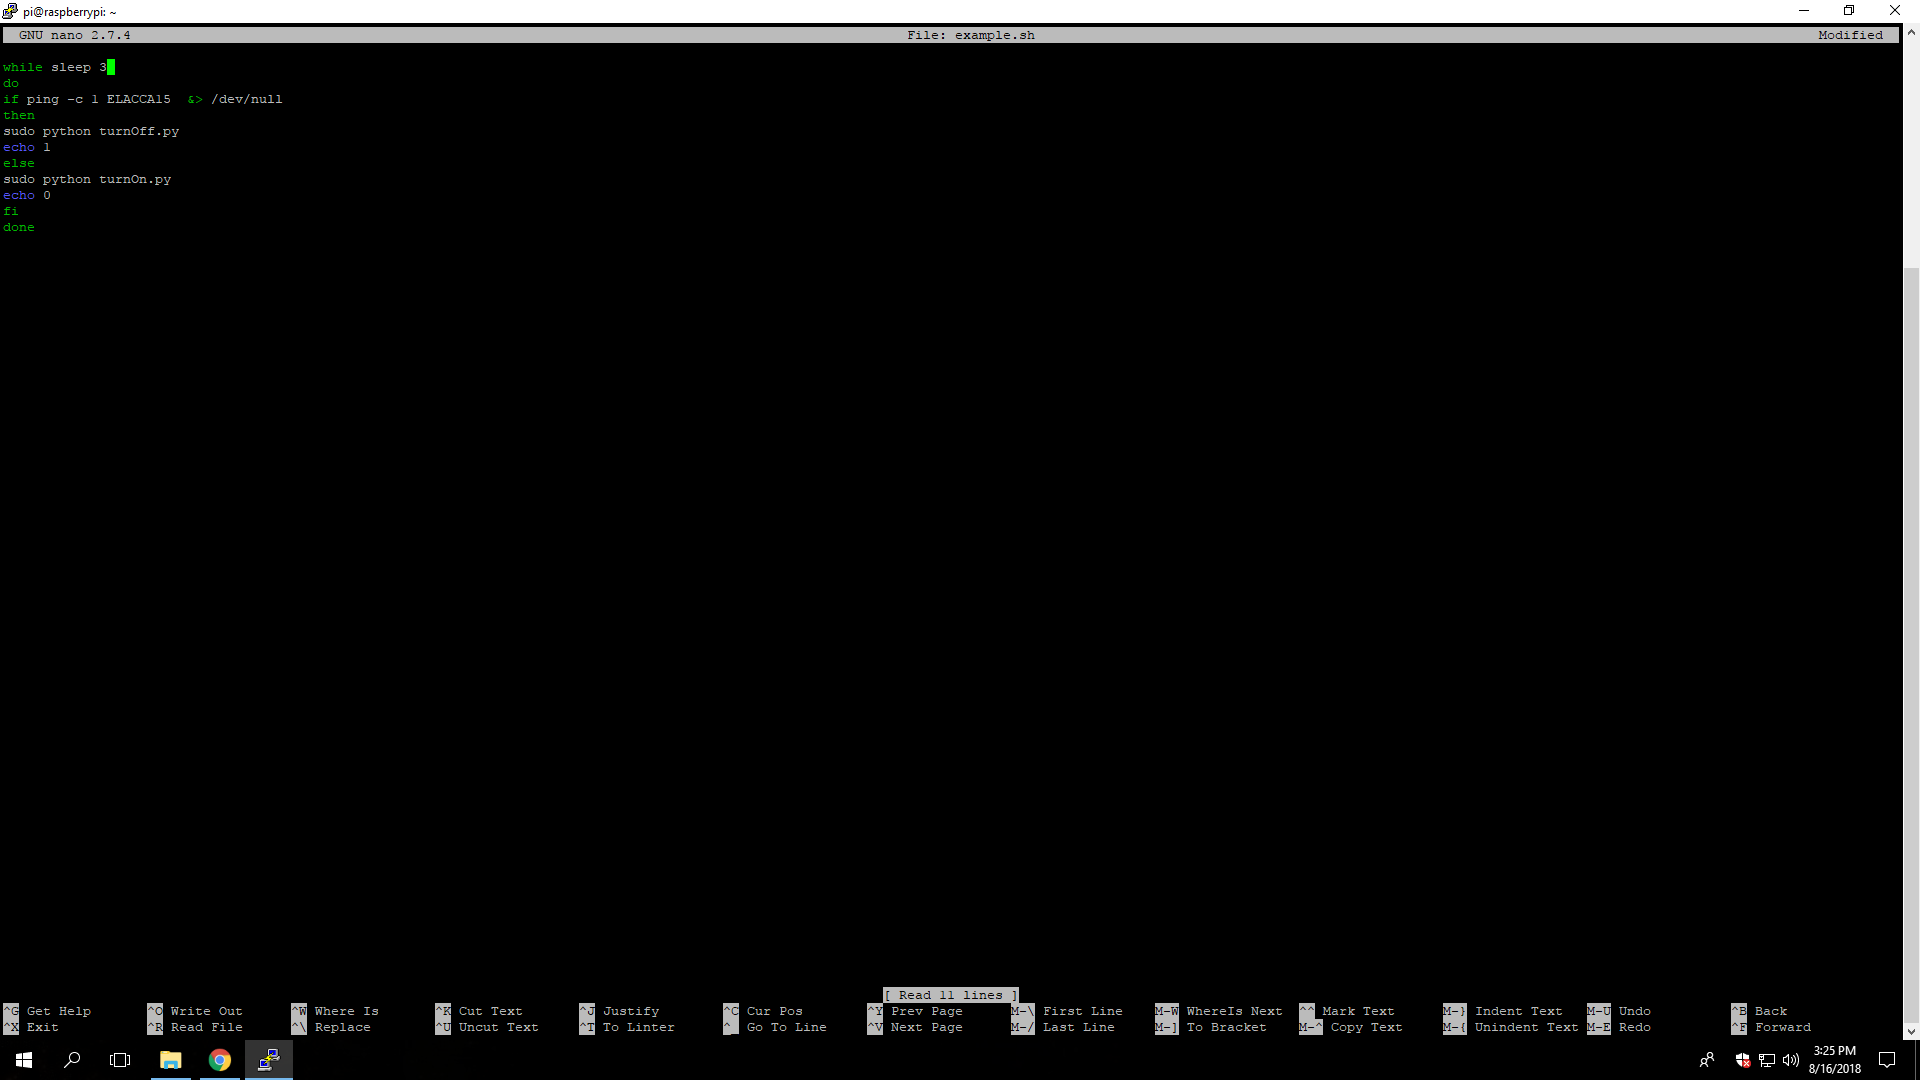 pi@raspberrypi: ~
GNU nano 2.7.4 File: example.sh Modified
while sleep 3
do
if ping -c 1 ELACCA15  &> /dev/null
then
sudo python turnOff.py
echo 1
else
sudo python turnOn.py
echo 0
fi
done
[ Read 11 lines ]
^G Get Help ^O Write Out ^W Where Is ^K Cut Text ^J Justify ^C Cur Pos ^Y Prev Page M-\ First Line M-W WhereIs Next ^^ Mark Text M-} Indent Text M-U Undo ^B Back
^X Exit ^R Read File ^\ Replace ^U Uncut Text ^T To Linter ^_ Go To Line ^V Next Page M-/ Last Line M-] To Bracket M-^ Copy Text M-{ Unindent Text M-E Redo ^F Forward
3:25 PM
8/16/2018